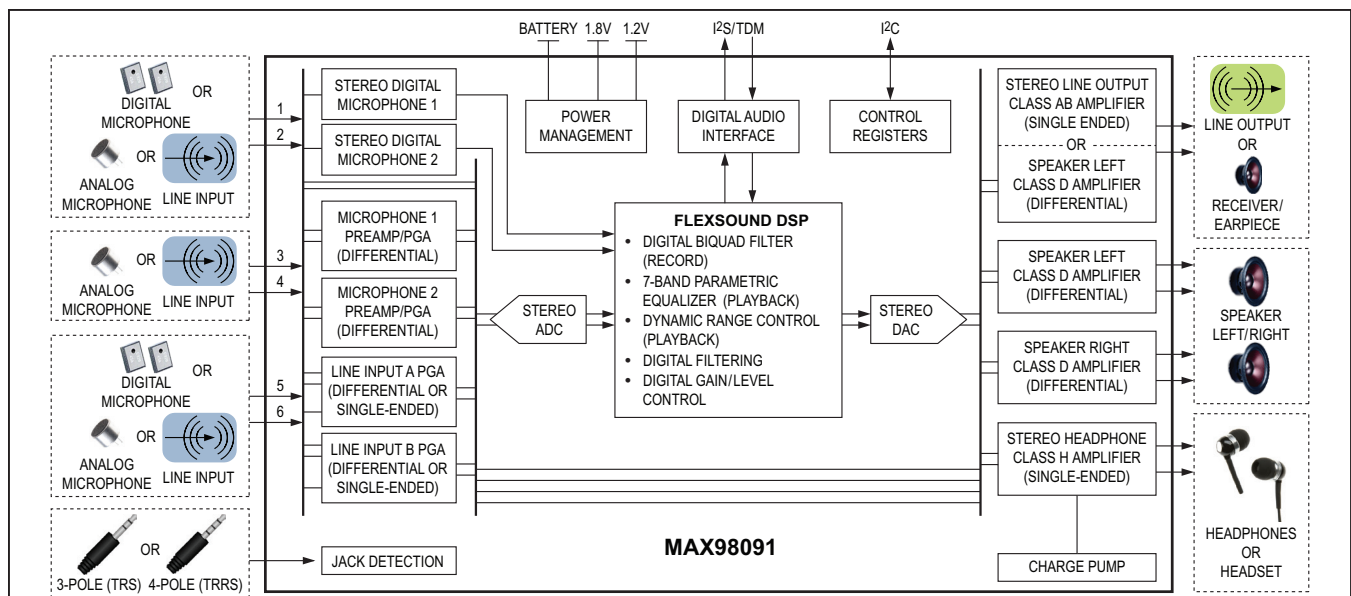 BATTERY 1.8V 1.2V
I²S/TDM
I²C
OR
DIGITAL
MICROPHONE
OR
ANALOG
MICROPHONE
LINE INPUT
1
2
OR
ANALOG
MICROPHONE
LINE INPUT
3
4
OR
DIGITAL
MICROPHONE
OR
ANALOG
MICROPHONE
LINE INPUT
5
6
OR
3-POLE (TRS) 4-POLE (TRRS)
STEREO DIGITAL
MICROPHONE 1
STEREO DIGITAL
MICROPHONE 2
MICROPHONE 1
PREAMP/PGA
(DIFFERENTIAL)
MICROPHONE 2
PREAMP/PGA
(DIFFERENTIAL)
LINE INPUT A PGA
(DIFFERENTIAL OR
SINGLE-ENDED)
LINE INPUT B PGA
(DIFFERENTIAL OR
SINGLE-ENDED)
JACK DETECTION
POWER
MANAGEMENT
DIGITAL AUDIO
INTERFACE
CONTROL
REGISTERS
STEREO
ADC
FLEXSOUND DSP
• DIGITAL BIQUAD FILTER
(RECORD)
• 7-BAND PARAMETRIC
EQUALIZER (PLAYBACK)
• DYNAMIC RANGE CONTROL
(PLAYBACK)
• DIGITAL FILTERING
• DIGITAL GAIN/LEVEL
CONTROL
STEREO
DAC
MAX98091
STEREO LINE OUTPUT
CLASS AB AMPLIFIER
(SINGLE ENDED)
OR
SPEAKER LEFT
CLASS D AMPLIFIER
(DIFFERENTIAL)
SPEAKER LEFT
CLASS D AMPLIFIER
(DIFFERENTIAL)
SPEAKER RIGHT
CLASS D AMPLIFIER
(DIFFERENTIAL)
STEREO HEADPHONE
CLASS H AMPLIFIER
(SINGLE-ENDED)
CHARGE PUMP
LINE OUTPUT
OR
RECEIVER/
EARPIECE
SPEAKER
LEFT/RIGHT
HEADPHONES
OR
HEADSET